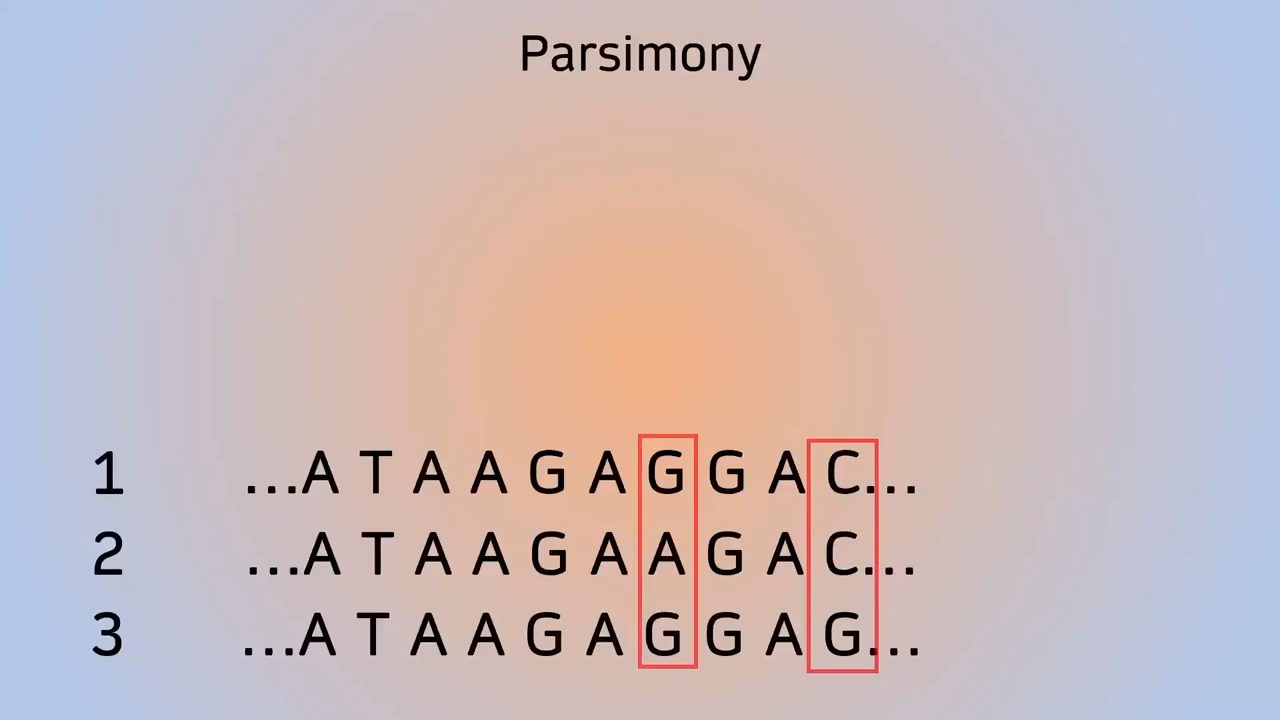 Parsimony
1 ...A T A A G A G G A C...
2 ...A T A A G A A G A C...
3 ...A T A A G A G G A G...